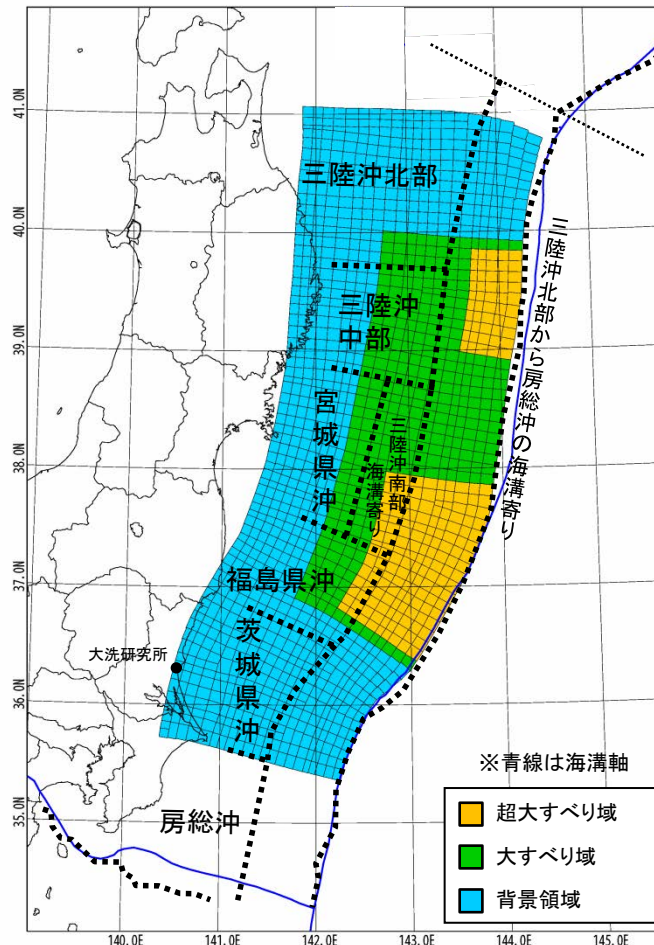 41.0N
三陸沖北部
40.0N
三陸沖北部から房総沖の海溝寄り
三陸沖
中部
39.0N
宮城県沖
三陸沖南部
海溝寄り
38.0N
37.0N
福島県沖
茨城県沖
大洗研究所
36.0N
※青線は海溝軸
35.0N
房総沖
超大すべり域
大すべり域
背景領域
140.0E
141.0E
142.0E
143.0E
144.0E
145.0E